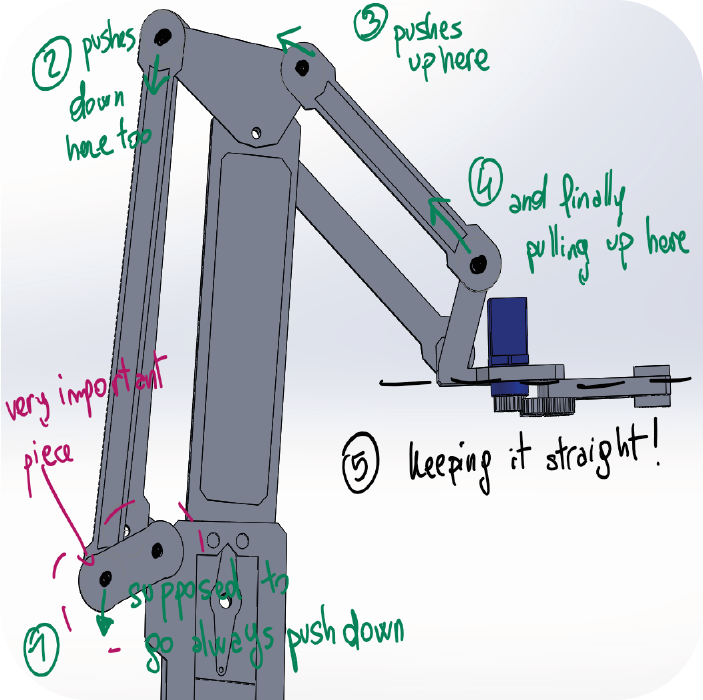 ② pushes
down
here too
③ pushes
up here
④ and finally
pulling up here
very important
piece
⑤ keeping it straight!
① supposed to
go always push down